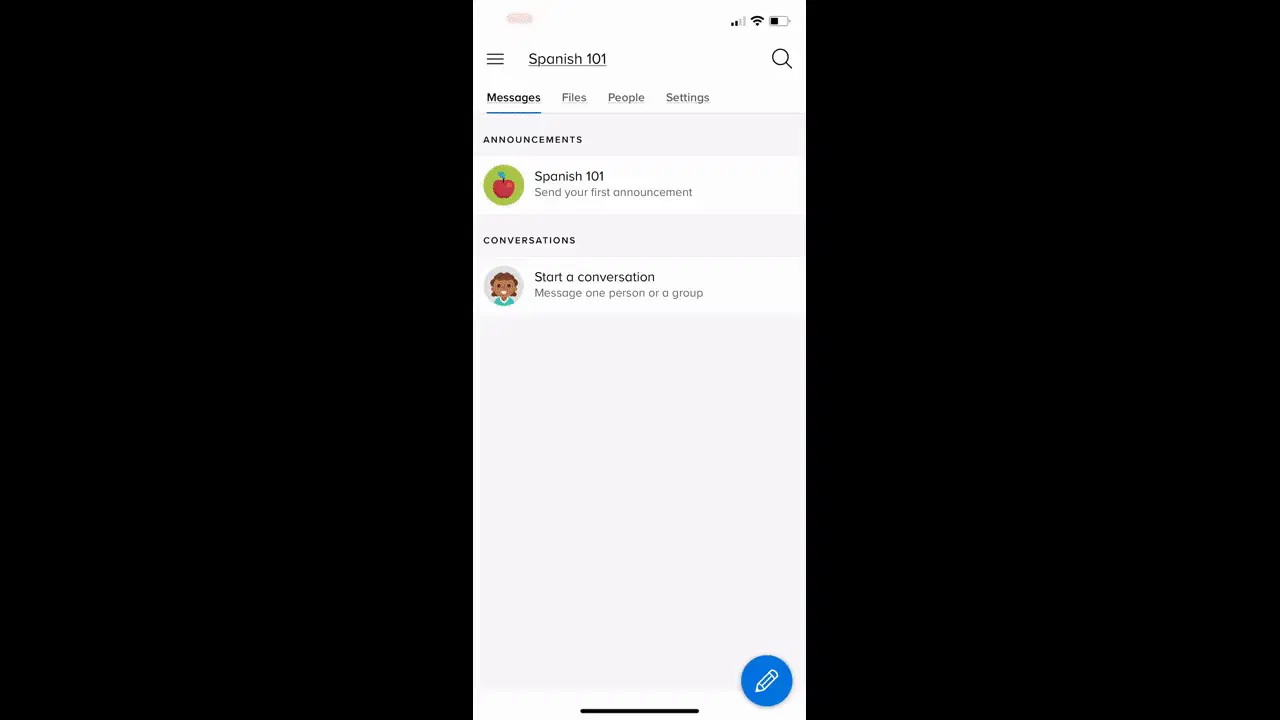 Spanish 101
Messages Files People Settings
ANNOUNCEMENTS
Spanish 101
Send your first announcement
CONVERSATIONS
Start a conversation
Message one person or a group